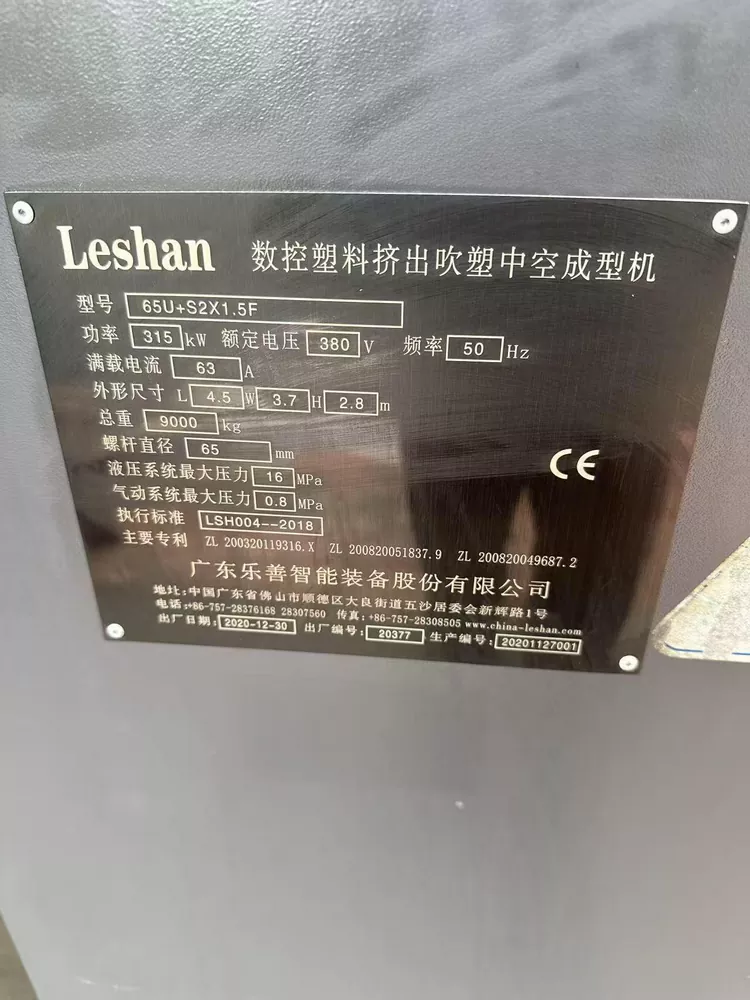 Leshan 数控塑料挤出吹塑中空成型机
型号 65U+S2X1.5F
功率 315 kW 额定电压 380 V 频率 50 Hz
满载电流 63 A
外形尺寸 L 4.5 W 3.7 H 2.8 m
总重 9000 kg
螺杆直径 65 mm
液压系统最大压力 16 MPa
气动系统最大压力 0.8 MPa
执行标准 LSH004--2018
主要专利 ZL 200320119316.X ZL 200820051837.9 ZL 200820049687.2
CE
广东乐善智能装备股份有限公司
地址:中国广东省佛山市顺德区大良街道五沙居委会新辉路1号
电话:+86-757-28376168 28307560 传真:+86-757-28308505 www.china-leshan.com
出厂日期: 2020-12-30 出厂编号: 20377 生产编号: 20201127001